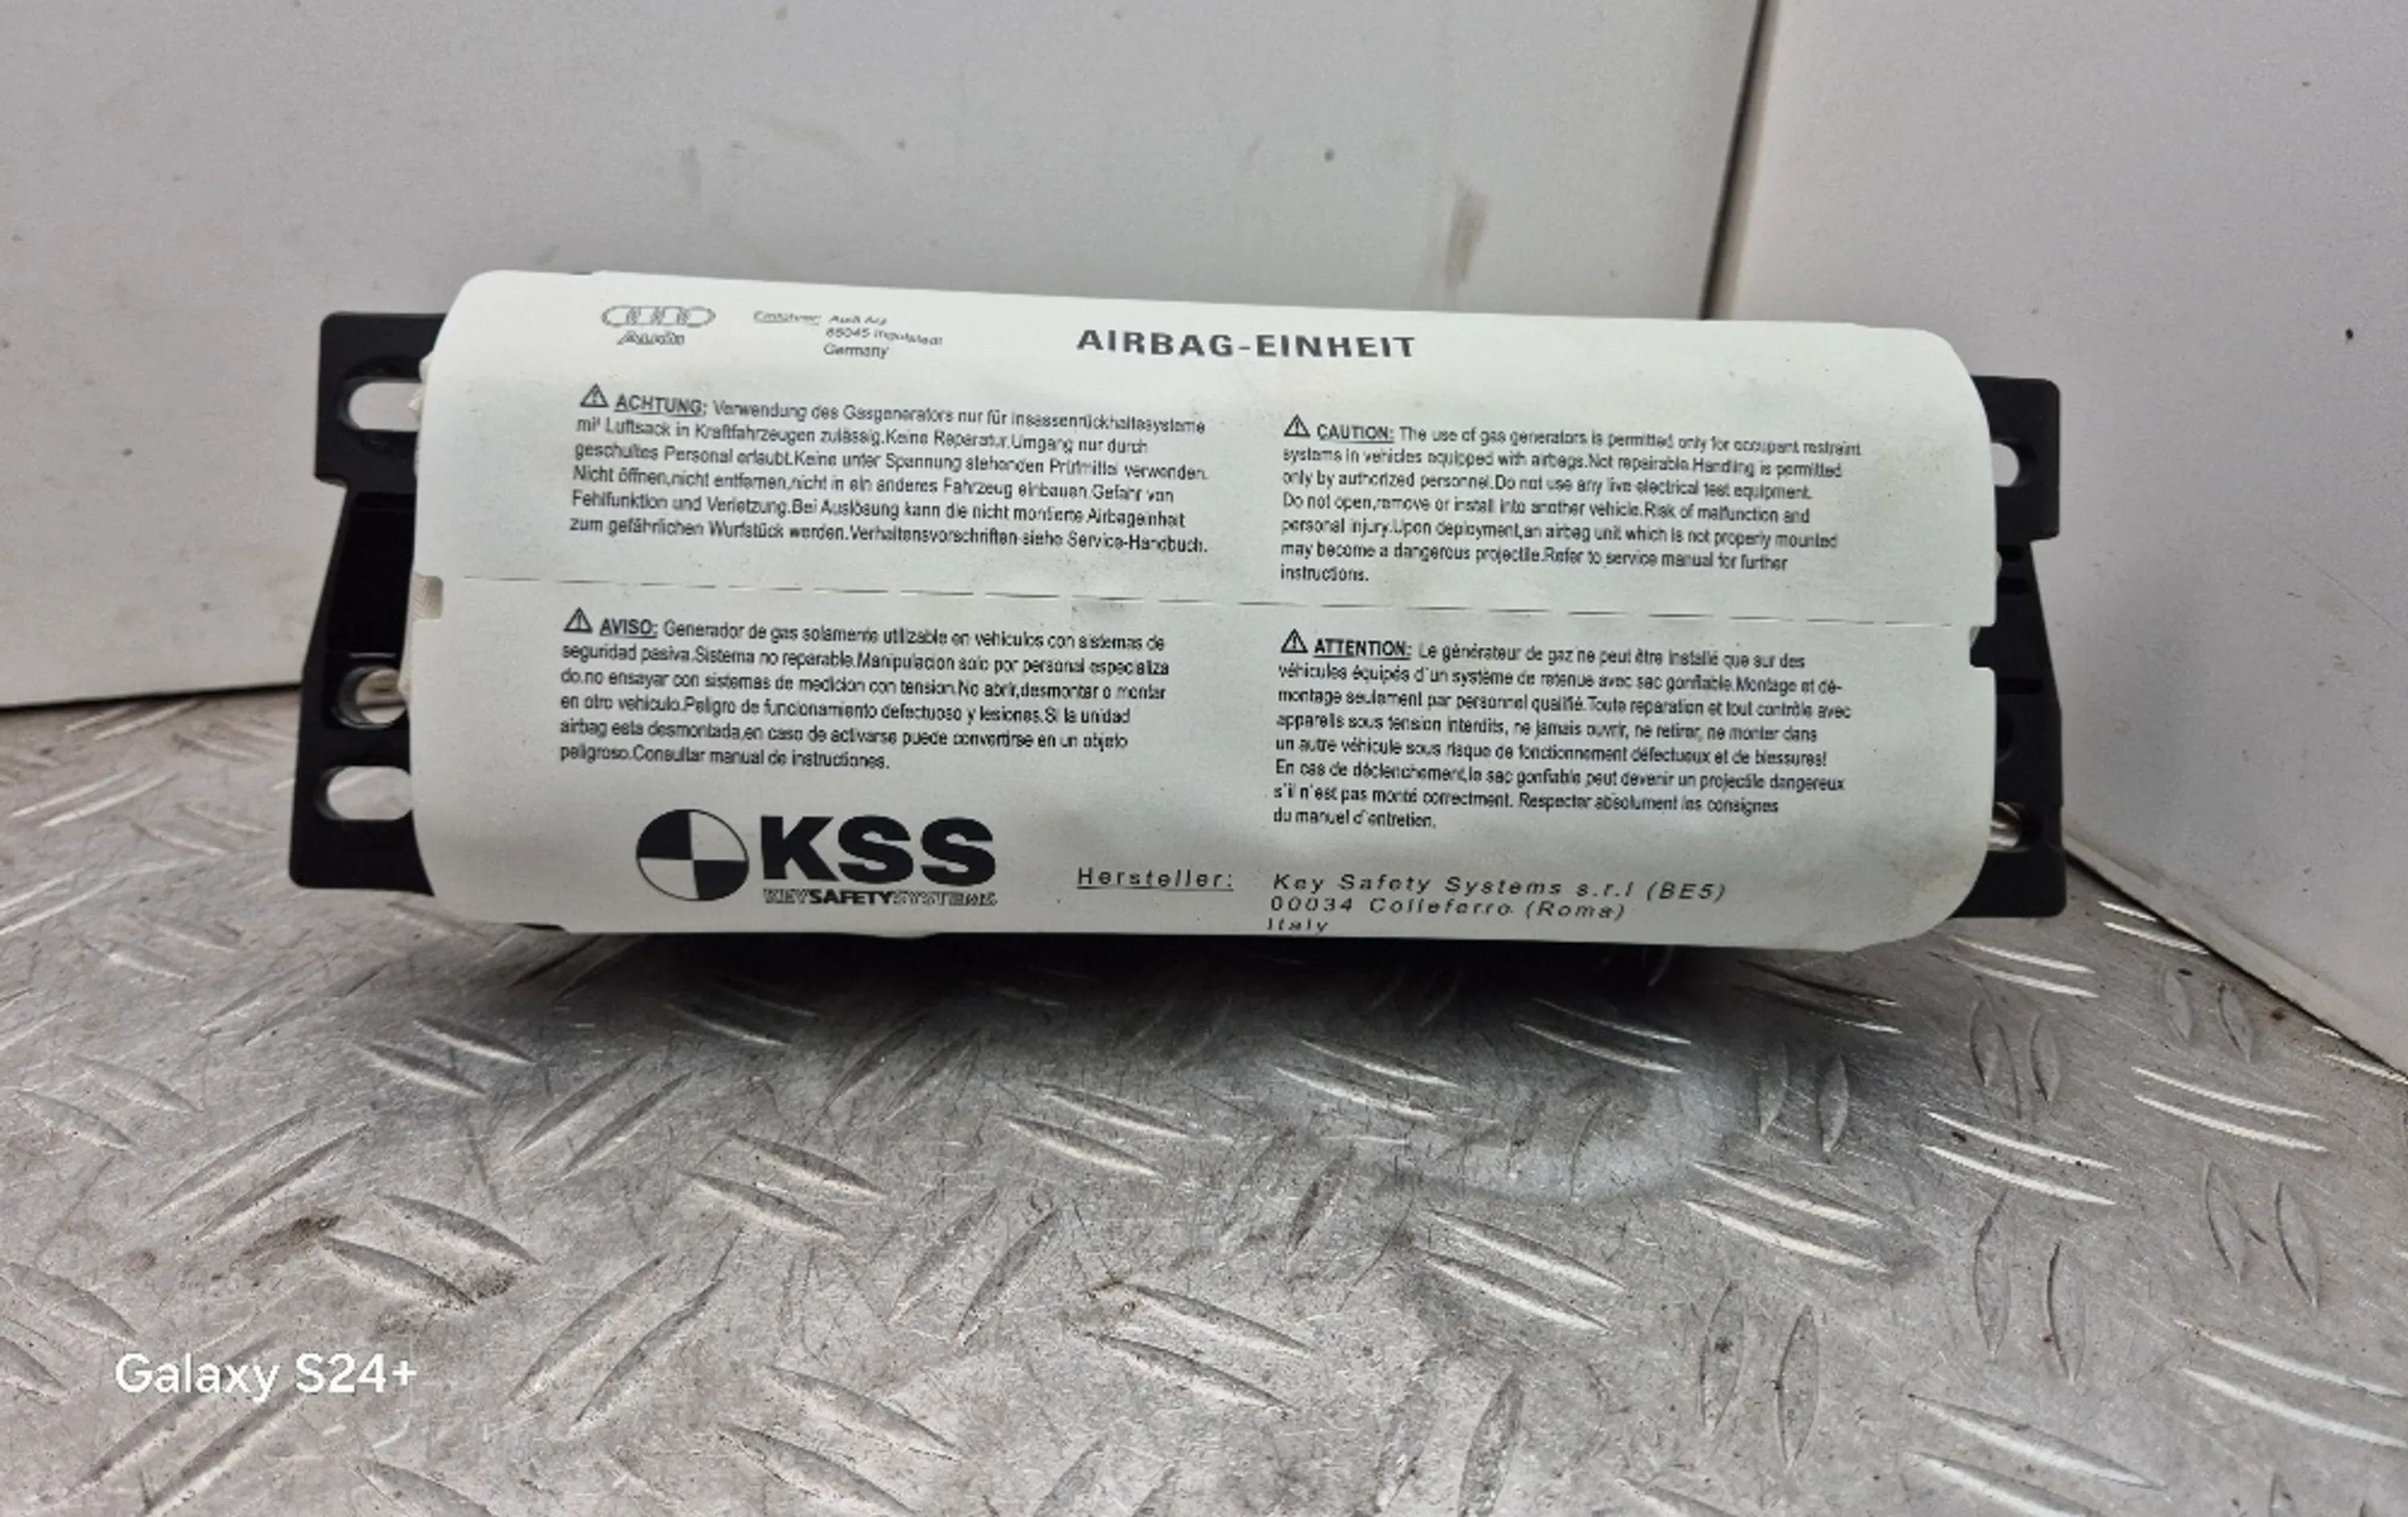 Audi
Einführer: Audi AG
85045 Ingolstadt
Germany
AIRBAG-EINHEIT
ACHTUNG: Verwendung des Gasgenerators nur für Insassenrückhaltesysteme
mit Luftsack in Kraftfahrzeugen zulässig.Keine Reparatur.Umgang nur durch
geschultes Personal erlaubt.Keine unter Spannung stehenden Prüfmittel verwenden.
Nicht öffnen,nicht entfernen,nicht in ein anderes Fahrzeug einbauen.Gefahr von
Fehlfunktion und Verletzung.Bei Auslösung kann die nicht montierte Airbageinheit
zum gefährlichen Wurfstück werden.Verhaltensvorschriften-siehe Service-Handbuch.
CAUTION: The use of gas generators is permitted only for occupant restraint
systems in vehicles equipped with airbags.Not repairable.Handling is permitted
only by authorized personnel.Do not use any live-electrical test equipment.
Do not open,remove or install into another vehicle.Risk of malfunction and
personal injury.Upon deployment,an airbag unit which is not properly mounted
may become a dangerous projectile.Refer to service manual for further
instructions.
AVISO: Generador de gas solamente utilizable en vehiculos con sistemas de
seguridad pasiva.Sistema no reparable.Manipulacion solo por personal especializa
do.no ensayar con sistemas de medicion con tension.No abrir,desmontar o montar
en otro vehiculo.Peligro de funcionamiento defectuoso y lesiones.Si la unidad
airbag esta desmontada,en caso de activarse puede convertirse en un objeto
peligroso.Consultar manual de instructiones.
ATTENTION: Le générateur de gaz ne peut être installé que sur des
véhicules équipés d'un système de retenue avec sac gonflable.Montage et dé-
montage seulement par personnel qualifié.Toute reparation et tout contrôle avec
appareils sous tension interdits, ne jamais ouvrir, ne retirer, ne monter dans
un autre véhicule sous risque de fonctionnement défectueux et de blessures!
En cas de déclenchement,le sac gonflable peut devenir un projectile dangereux
s'il n'est pas monté correctment. Respecter absolument les consignes
du manuel d'entretien.
KSS
KEYSAFETYSYSTEMS
Hersteller: Key Safety Systems s.r.l (BE5)
00034 Colleferro (Roma)
Italy
Galaxy S24+